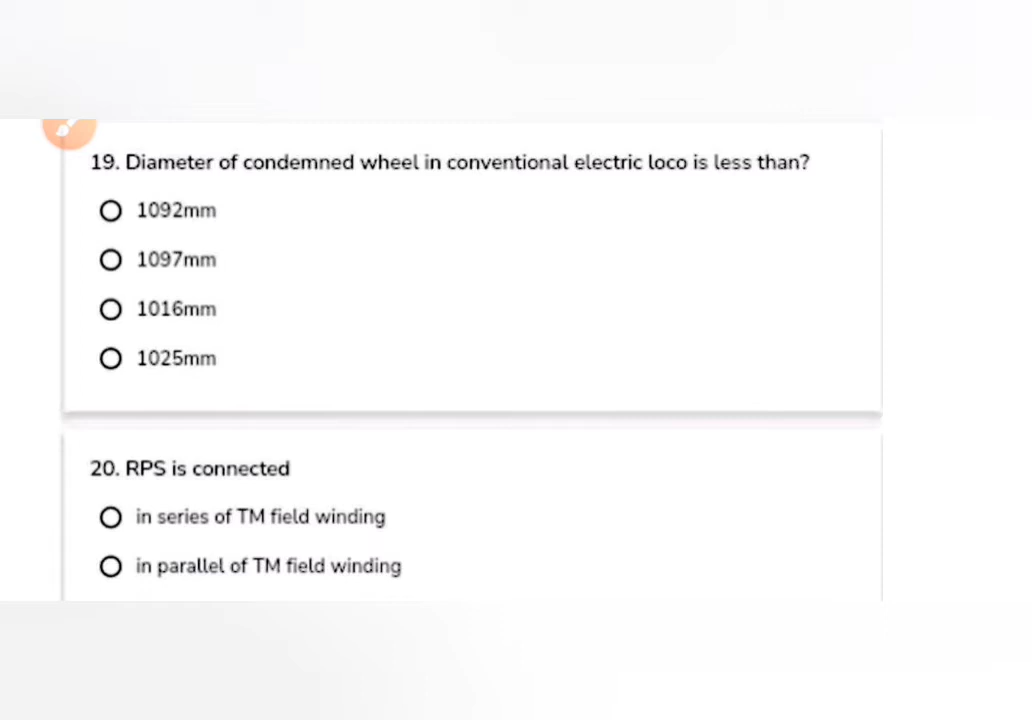 19. Diameter of condemned wheel in conventional electric loco is less than?
1092mm
1097mm
1016mm
1025mm
20. RPS is connected
in series of TM field winding
in parallel of TM field winding